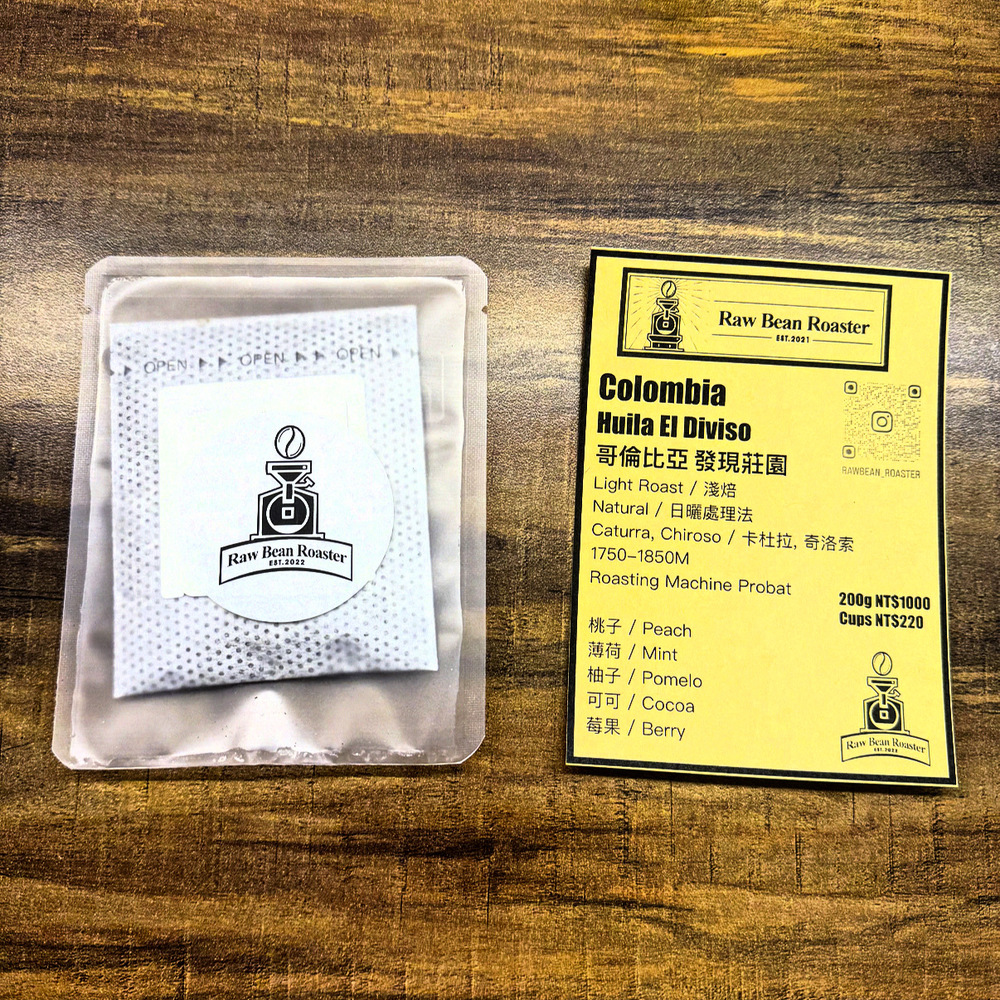 OPEN OPEN OPEN
Raw Bean Roaster
EST.2022
Raw Bean Roaster
EST.2021
Colombia
Huila El Diviso
哥倫比亞 發現莊園
RAWBEAN_ROASTER
Light Roast / 淺焙
Natural / 日曬處理法
Caturra, Chiroso / 卡杜拉, 奇洛索
1750-1850M
Roasting Machine Probat
200g NT$1000
Cups NT$220
桃子 / Peach
薄荷 / Mint
柚子 / Pomelo
可可 / Cocoa
莓果 / Berry
Raw Bean Roaster
EST.2022